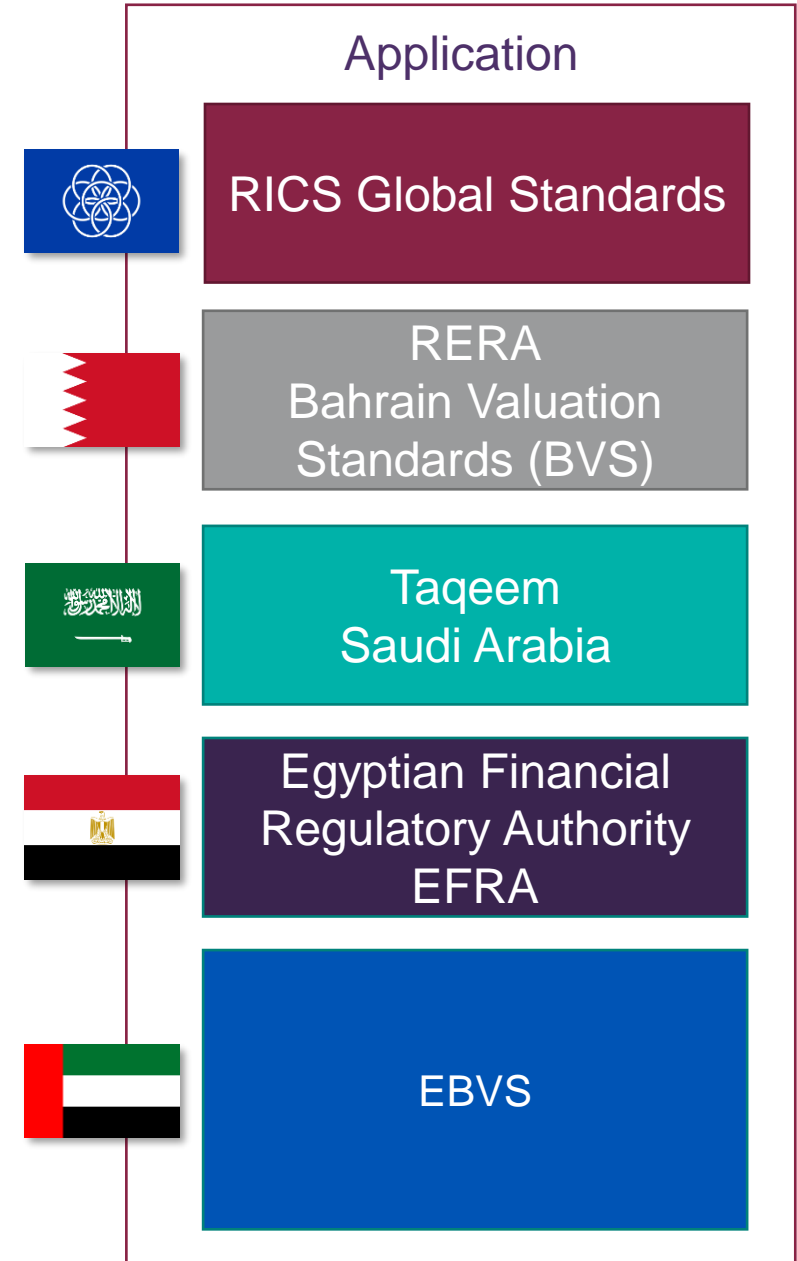 Application
RICS Global Standards
RERA
Bahrain Valuation
Standards (BVS)
Taqeem
Saudi Arabia
Egyptian Financial
Regulatory Authority
EFRA
EBVS